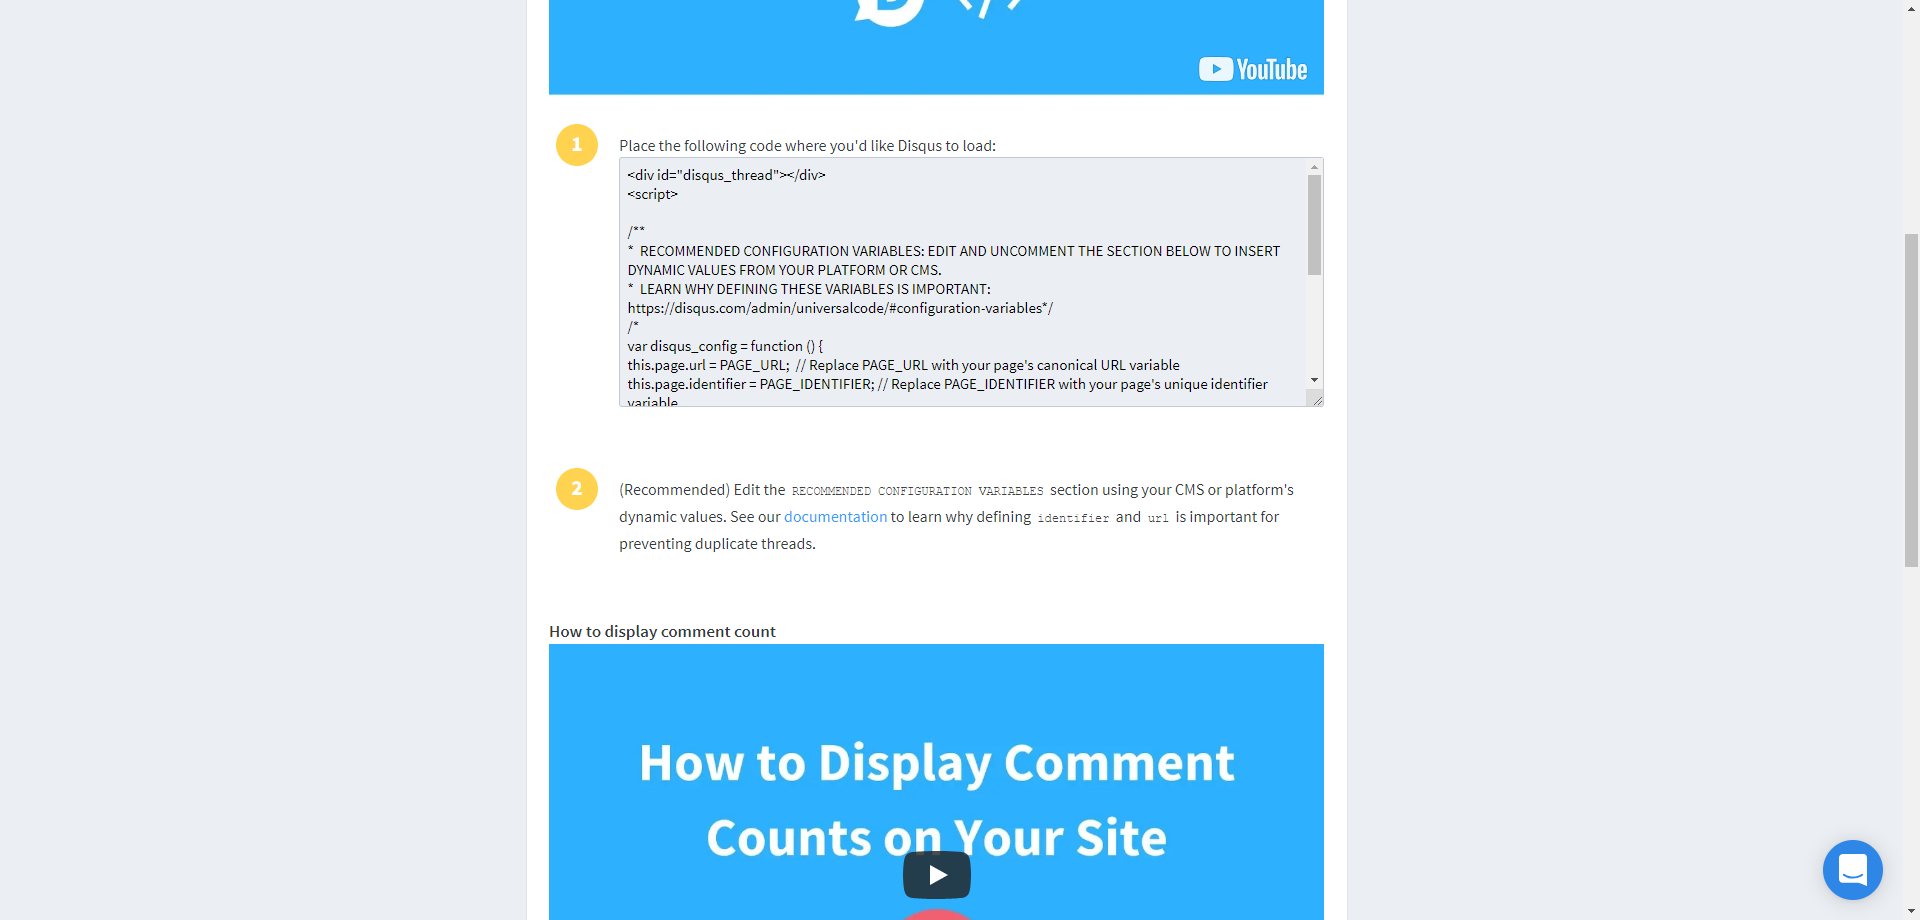 YouTube
1
Place the following code where you'd like Disqus to load:
<div id="disqus_thread"></div>
<script>
/**
* RECOMMENDED CONFIGURATION VARIABLES: EDIT AND UNCOMMENT THE SECTION BELOW TO INSERT
DYNAMIC VALUES FROM YOUR PLATFORM OR CMS.
* LEARN WHY DEFINING THESE VARIABLES IS IMPORTANT:
https://disqus.com/admin/universalcode/#configuration-variables*/
/*
var disqus_config = function () {
this.page.url = PAGE_URL; // Replace PAGE_URL with your page's canonical URL variable
this.page.identifier = PAGE_IDENTIFIER; // Replace PAGE_IDENTIFIER with your page's unique identifier
variable
2
(Recommended) Edit the RECOMMENDED CONFIGURATION VARIABLES section using your CMS or platform's
dynamic values. See our documentation to learn why defining identifier and url is important for
preventing duplicate threads.
How to display comment count
How to Display Comment
Counts on Your Site